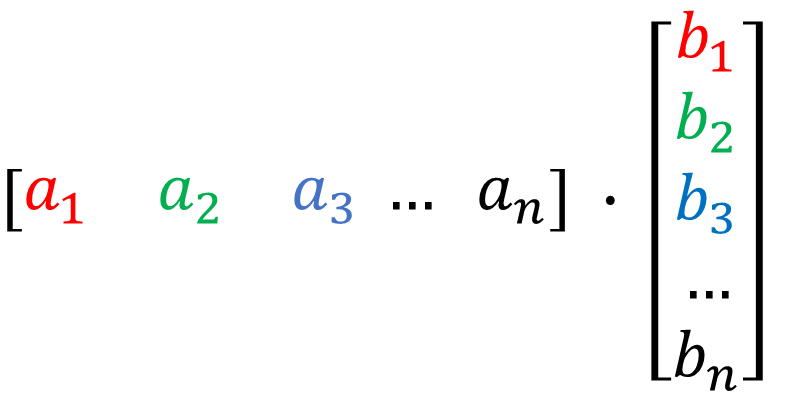 [a₁ a₂ a₃ … aₙ] · [b₁
b₂
b₃
…
bₙ]